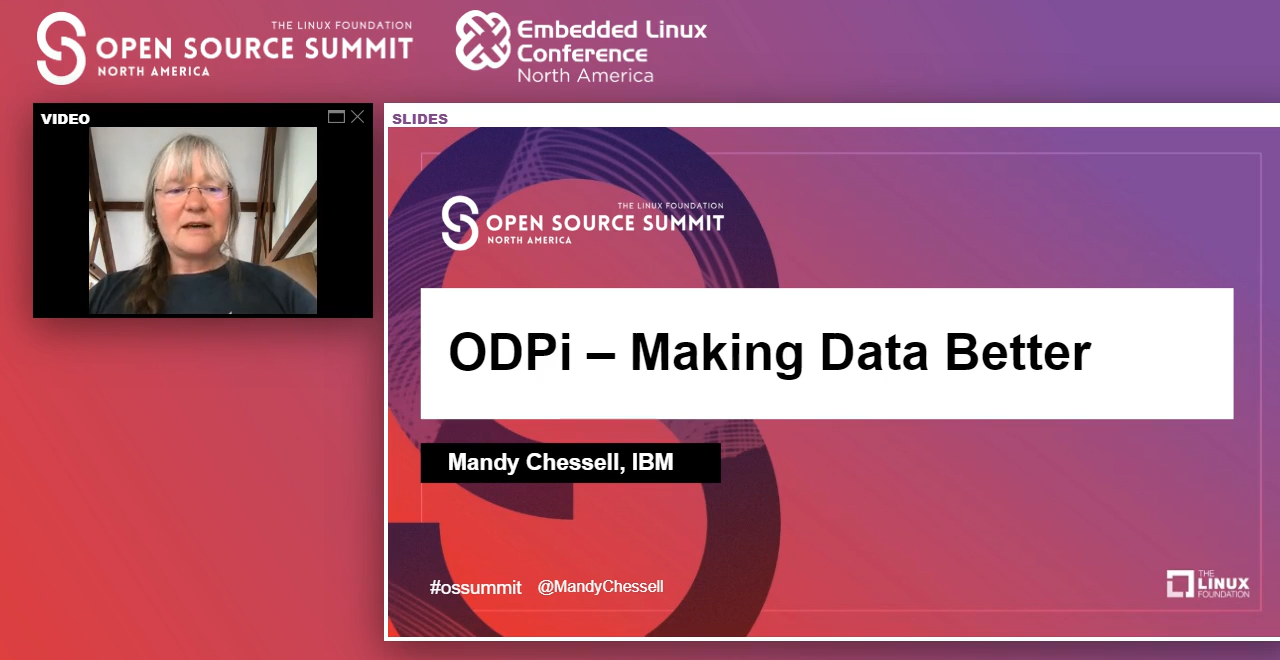 THE LINUX FOUNDATION
OPEN SOURCE SUMMIT
NORTH AMERICA
Embedded Linux
Conference
North America
VIDEO
SLIDES
THE LINUX FOUNDATION
OPEN SOURCE SUMMIT
NORTH AMERICA
ODPi – Making Data Better
Mandy Chessell, IBM
#ossummit @MandyChessell
THE
LINUX
FOUNDATION